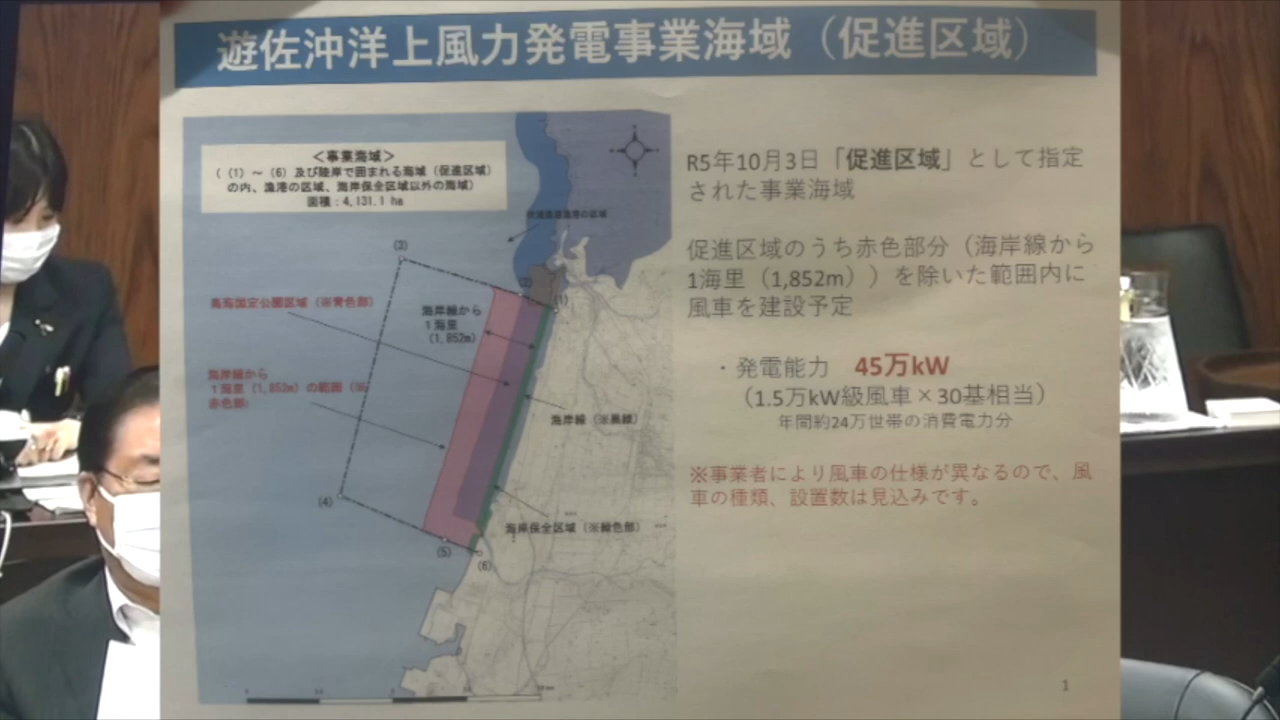 遊佐沖洋上風力発電事業海域（促進区域）
＜事業海域＞
（（1）～（6）及び陸岸で囲まれる海域（促進区域）
の内、漁港の区域、海岸保全区域以外の海域）
面積：4,131.1 ha
(3)
(2)
(1)
鳥海国定公園区域（※青色部）
海岸線から
1海里
（1,852m）
海岸線から
1海里（1,852m）の範囲（※
赤色部）
海岸線（※黒線）
(4)
海岸保全区域（※緑色部）
(5)
(6)
R5年10月3日「促進区域」として指定
された事業海域
促進区域のうち赤色部分（海岸線から
1海里（1,852m））を除いた範囲内に
風車を建設予定
・発電能力 45万kW
（1.5万kW級風車×30基相当）
年間約24万世帯の消費電力分
※事業者により風車の仕様が異なるので、風
車の種類、設置数は見込みです。
1